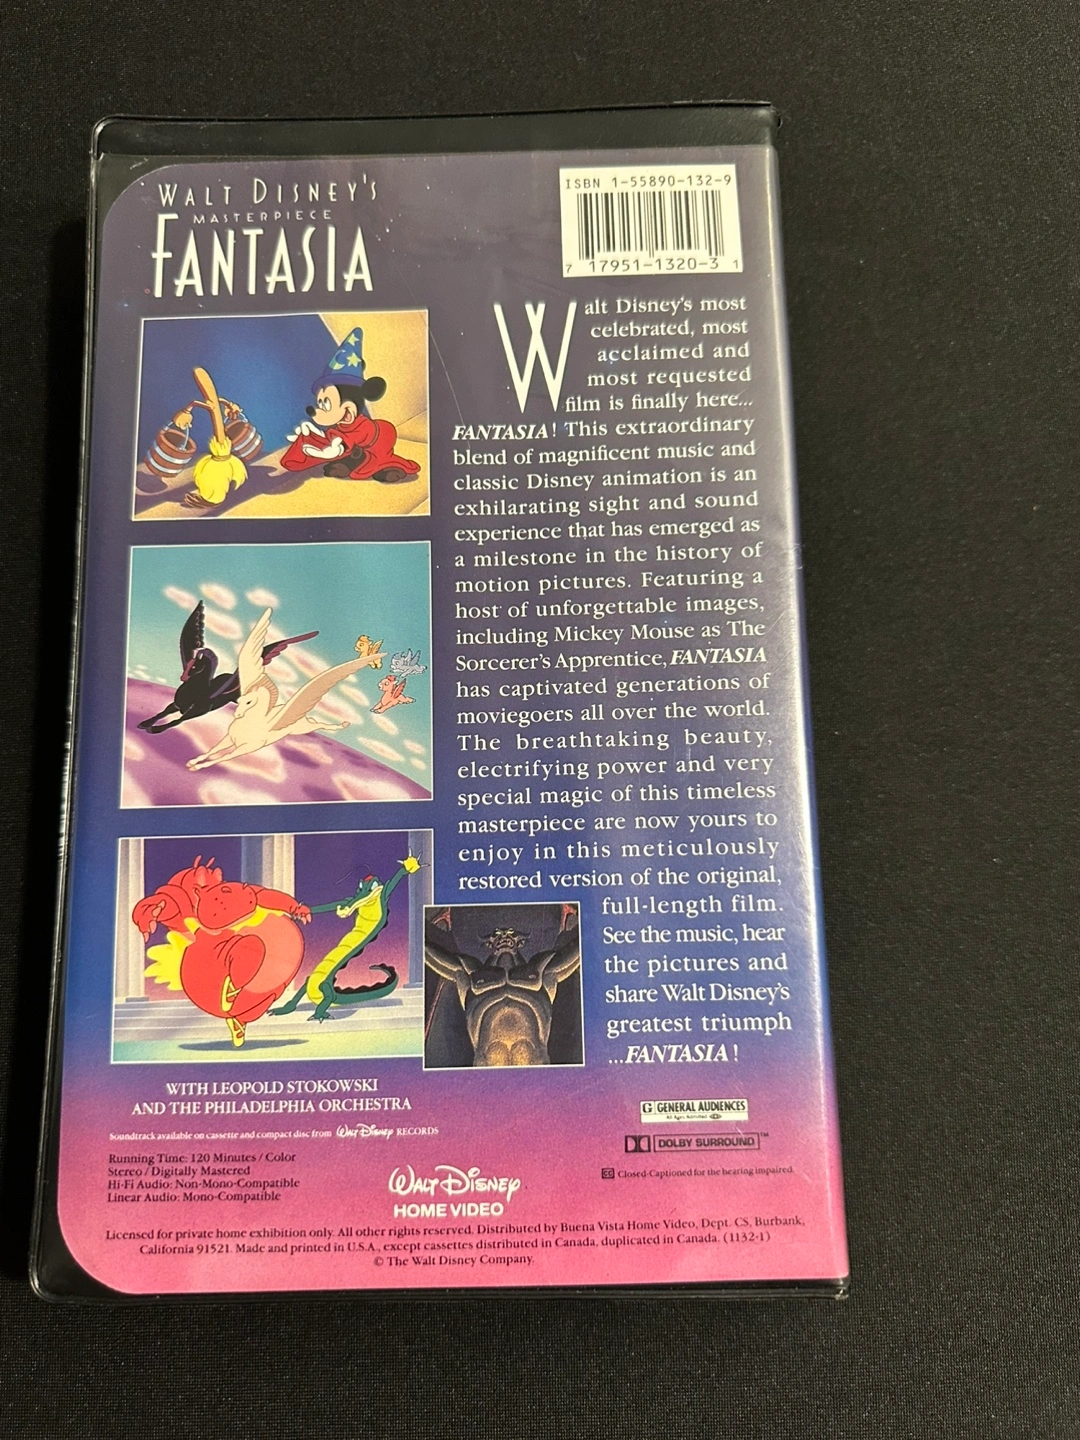 WALT DISNEY'S
MASTERPIECE
FANTASIA
ISBN 1-55890-132-9
7 17951-1320-3 1
Walt Disney's most
celebrated, most
acclaimed and
most requested
film is finally here...
FANTASIA! This extraordinary
blend of magnificent music and
classic Disney animation is an
exhilarating sight and sound
experience that has emerged as
a milestone in the history of
motion pictures. Featuring a
host of unforgettable images,
including Mickey Mouse as The
Sorcerer's Apprentice, FANTASIA
has captivated generations of
moviegoers all over the world.
The breathtaking beauty,
electrifying power and very
special magic of this timeless
masterpiece are now yours to
enjoy in this meticulously
restored version of the original,
full-length film.
See the music, hear
the pictures and
share Walt Disney's
greatest triumph
...FANTASIA!
WITH LEOPOLD STOKOWSKI
AND THE PHILADELPHIA ORCHESTRA
Soundtrack available on cassette and compact disc from Walt Disney RECORDS
Running Time: 120 Minutes / Color
Stereo / Digitally Mastered
Hi-Fi Audio: Non-Mono-Compatible
Linear Audio: Mono-Compatible
G GENERAL AUDIENCES
All Ages Admitted
DOLBY SURROUND™
CC Closed-Captioned for the hearing impaired.
WALT DISNEY
HOME VIDEO
Licensed for private home exhibition only. All other rights reserved. Distributed by Buena Vista Home Video, Dept. CS, Burbank,
California 91521. Made and printed in U.S.A., except cassettes distributed in Canada, duplicated in Canada. (1132-1)
© The Walt Disney Company.